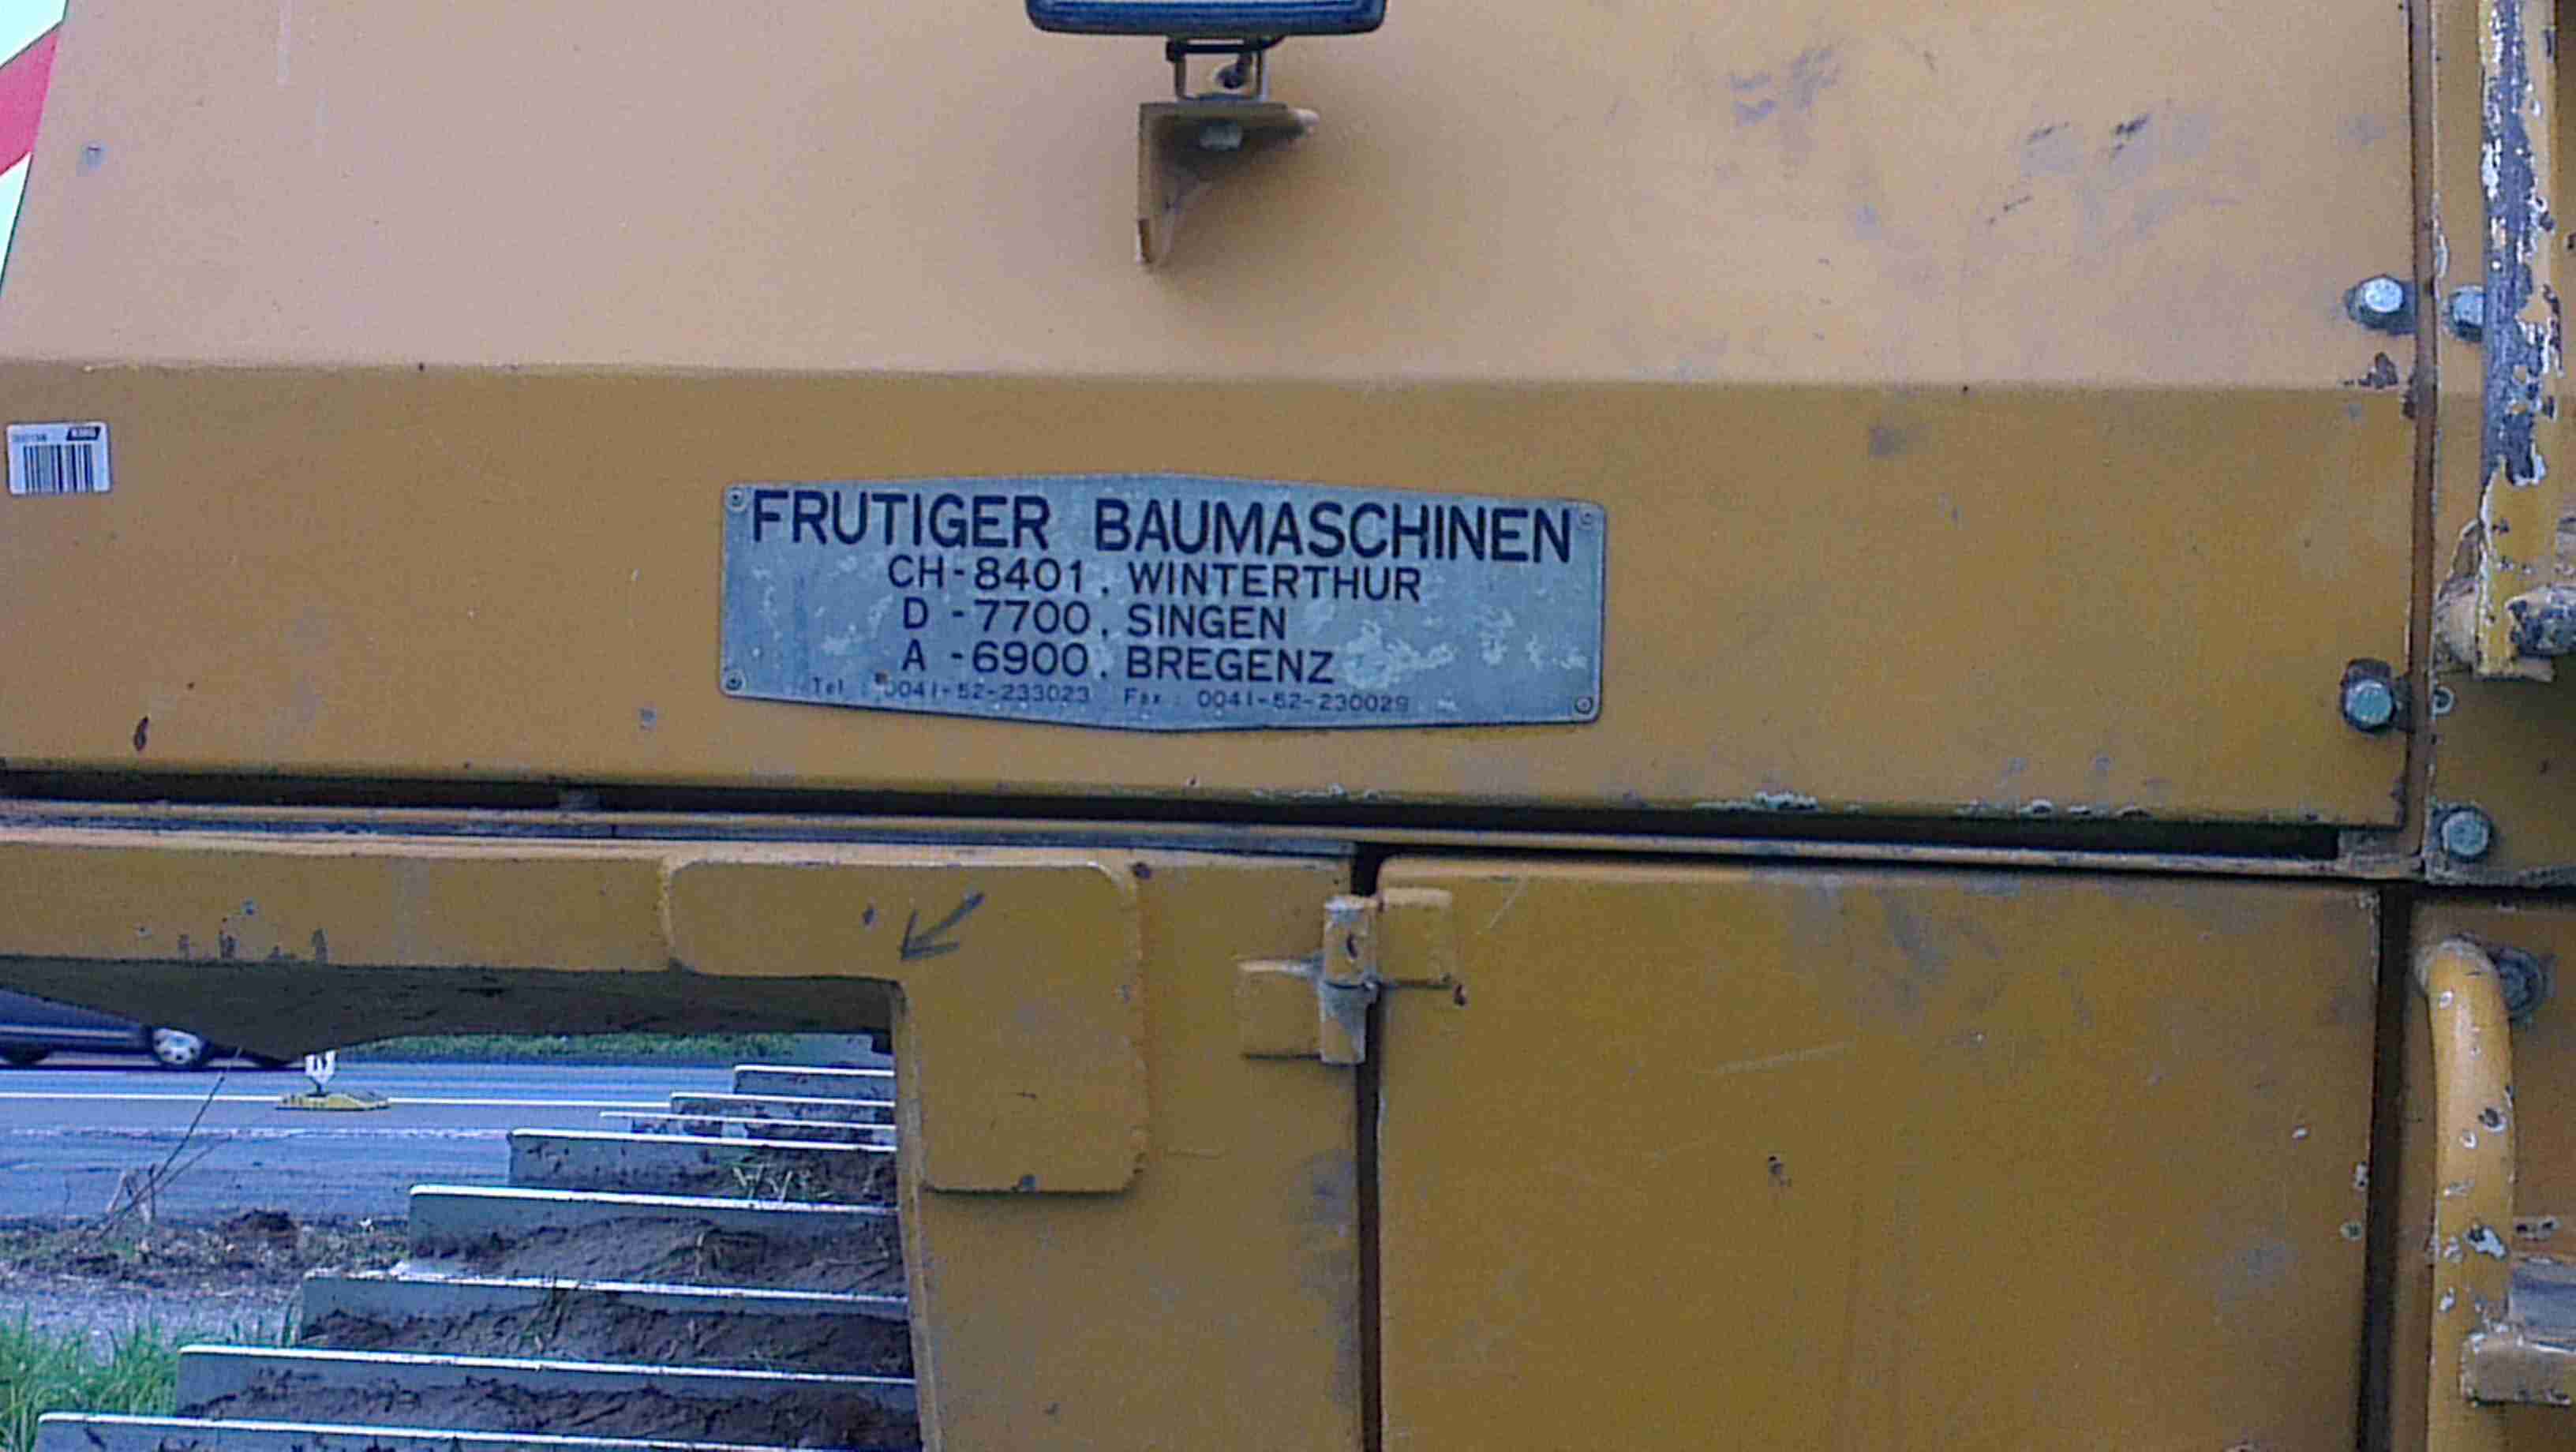 FRUTIGER BAUMASCHINEN
CH-8401. WINTERTHUR
D -7700. SINGEN
A -6900. BREGENZ
Tel : 0041-52-233023 Fax : 0041-52-230029